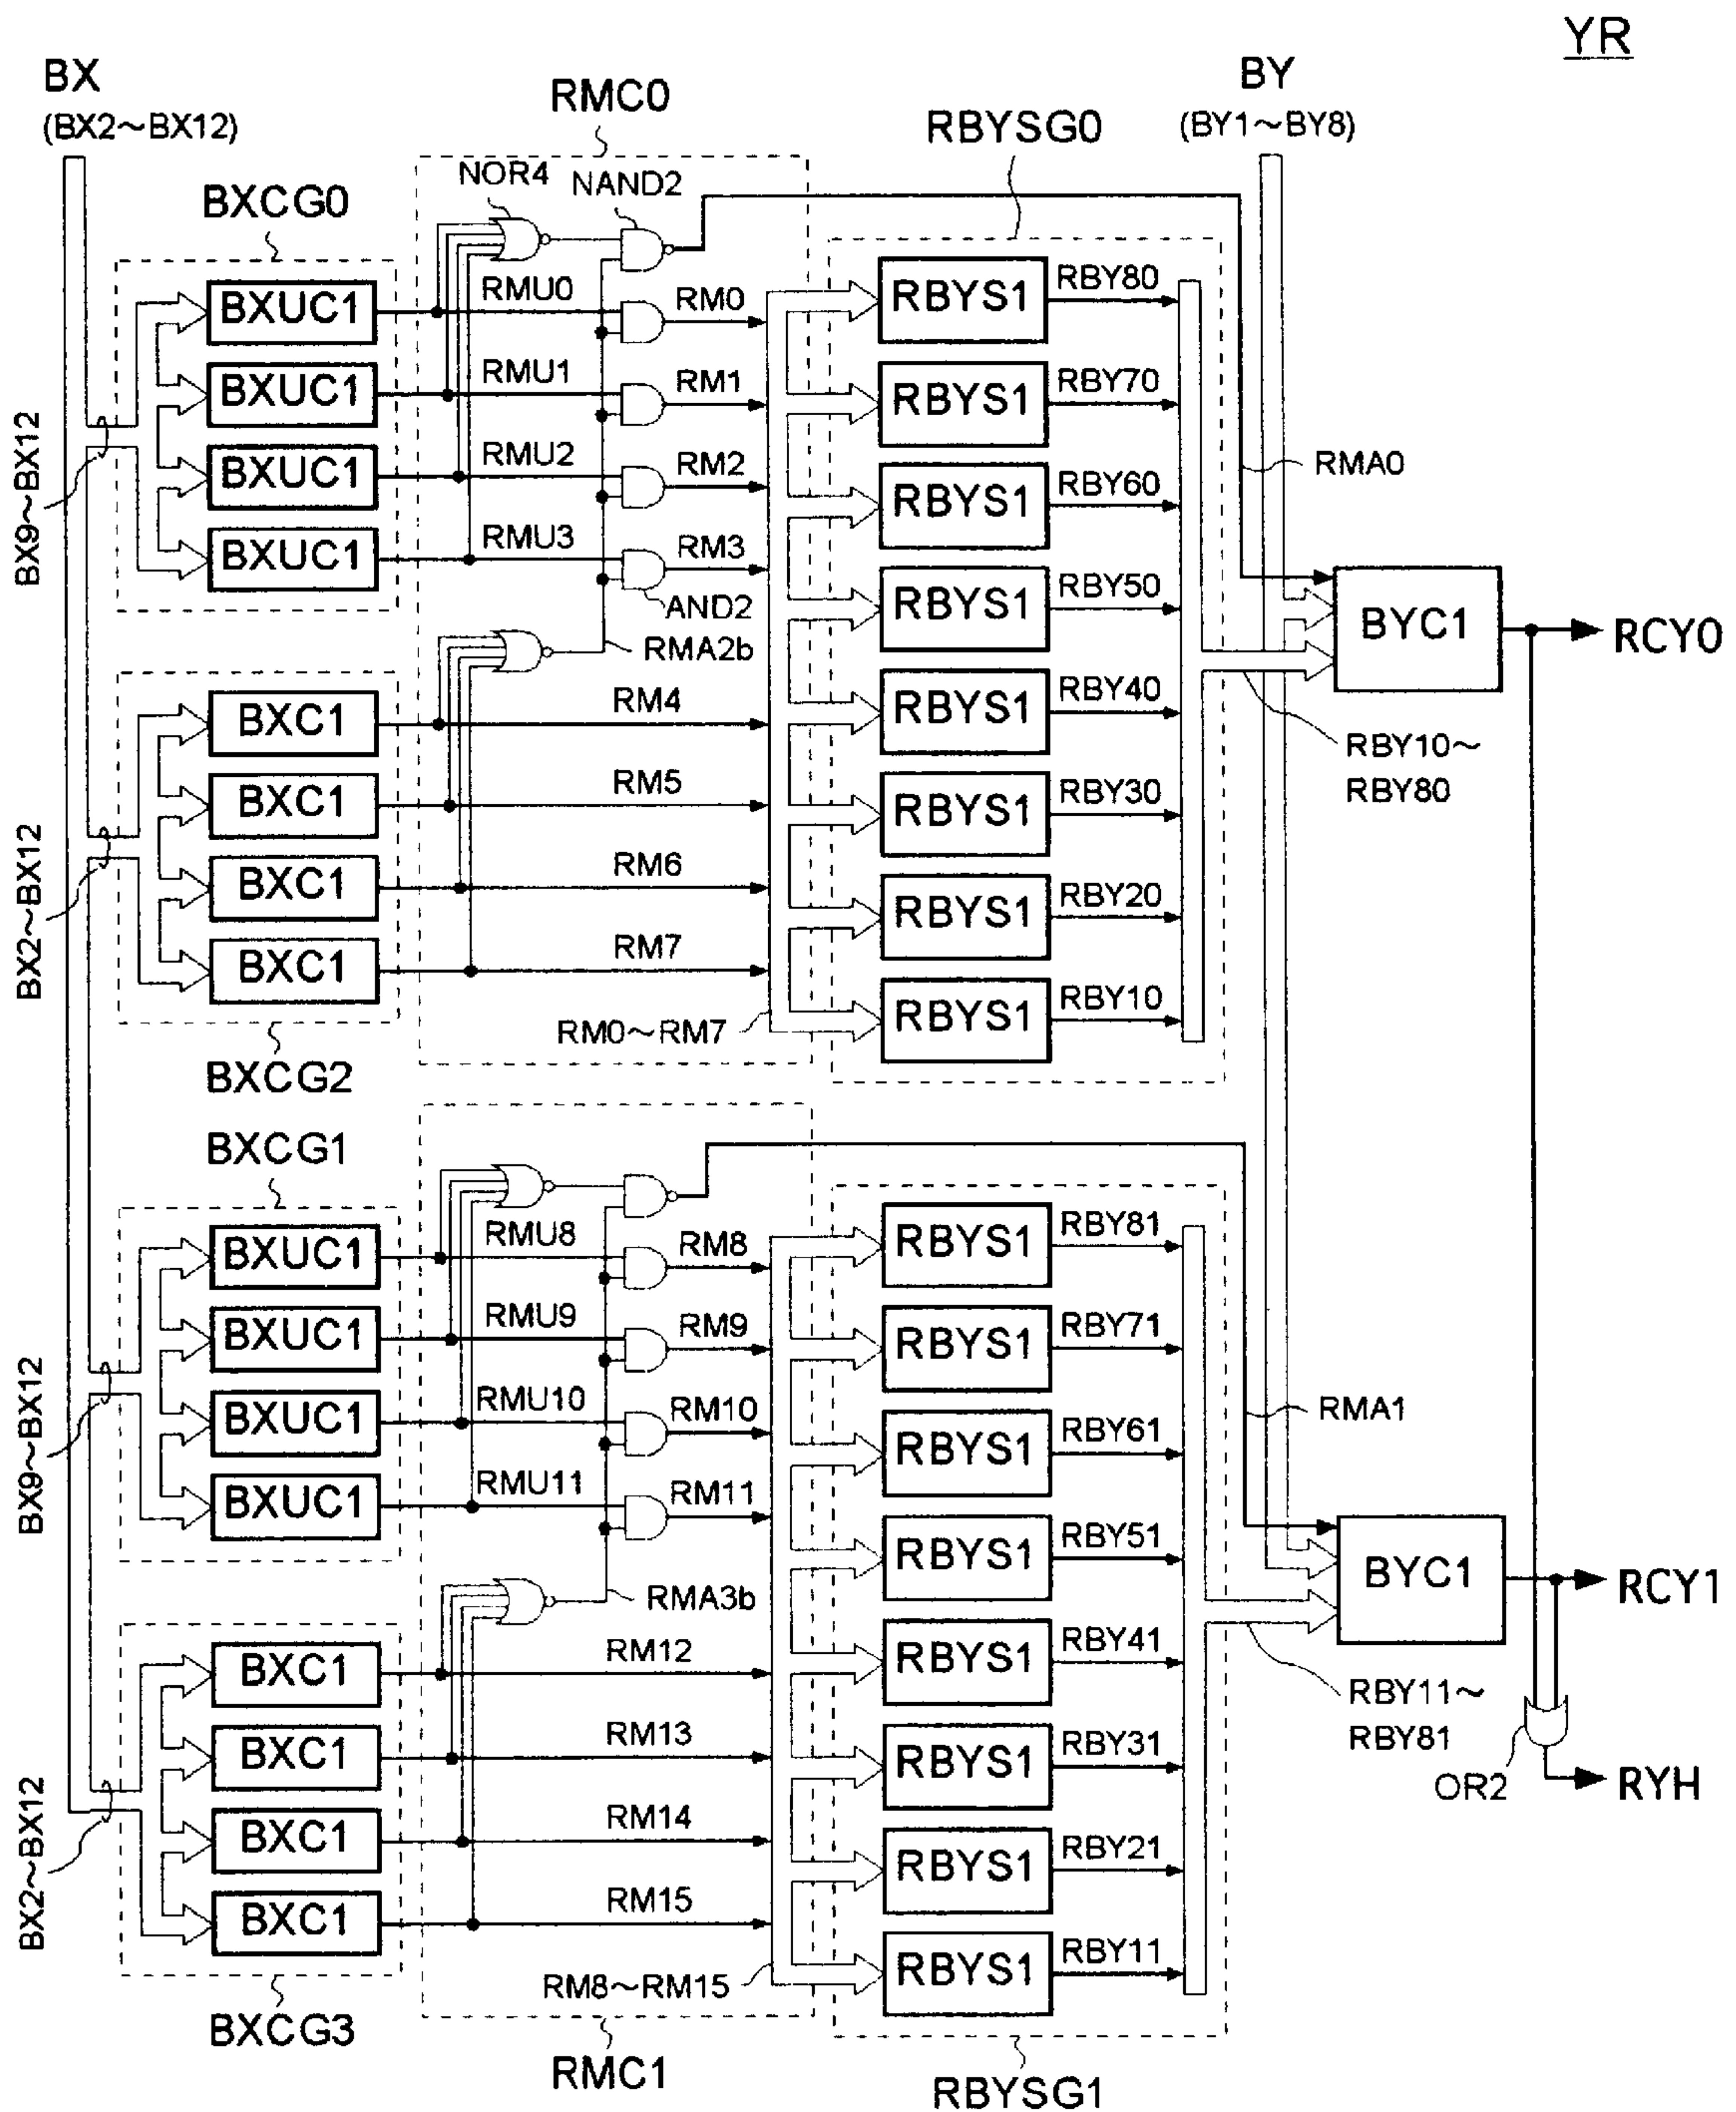 YR
BX
(BX2~BX12)
BY
(BY1~BY8)
RMC0
RBYSG0
NOR4
NAND2
BXCG0
BXUC1
BXUC1
BXUC1
BXUC1
BX9~BX12
RMU0
RMU1
RMU2
RMU3
RM0
RM1
RM2
RM3
AND2
RMA2b
RBYS1
RBYS1
RBYS1
RBYS1
RBYS1
RBYS1
RBYS1
RBYS1
RBY80
RBY70
RBY60
RBY50
RBY40
RBY30
RBY20
RBY10
RMA0
BYC1
RCY0
RBY10~
RBY80
BXC1
BXC1
BXC1
BXC1
BX2~BX12
RM4
RM5
RM6
RM7
RM0~RM7
BXCG2
BXCG1
BXUC1
BXUC1
BXUC1
BXUC1
BX9~BX12
RMU8
RMU9
RMU10
RMU11
RM8
RM9
RM10
RM11
RMA3b
RBYS1
RBYS1
RBYS1
RBYS1
RBYS1
RBYS1
RBYS1
RBYS1
RBY81
RBY71
RBY61
RBY51
RBY41
RBY31
RBY21
RBY11
RMA1
BYC1
RCY1
RBY11~
RBY81
OR2
RYH
BXC1
BXC1
BXC1
BXC1
BX2~BX12
RM12
RM13
RM14
RM15
RM8~RM15
BXCG3
RMC1
RBYSG1